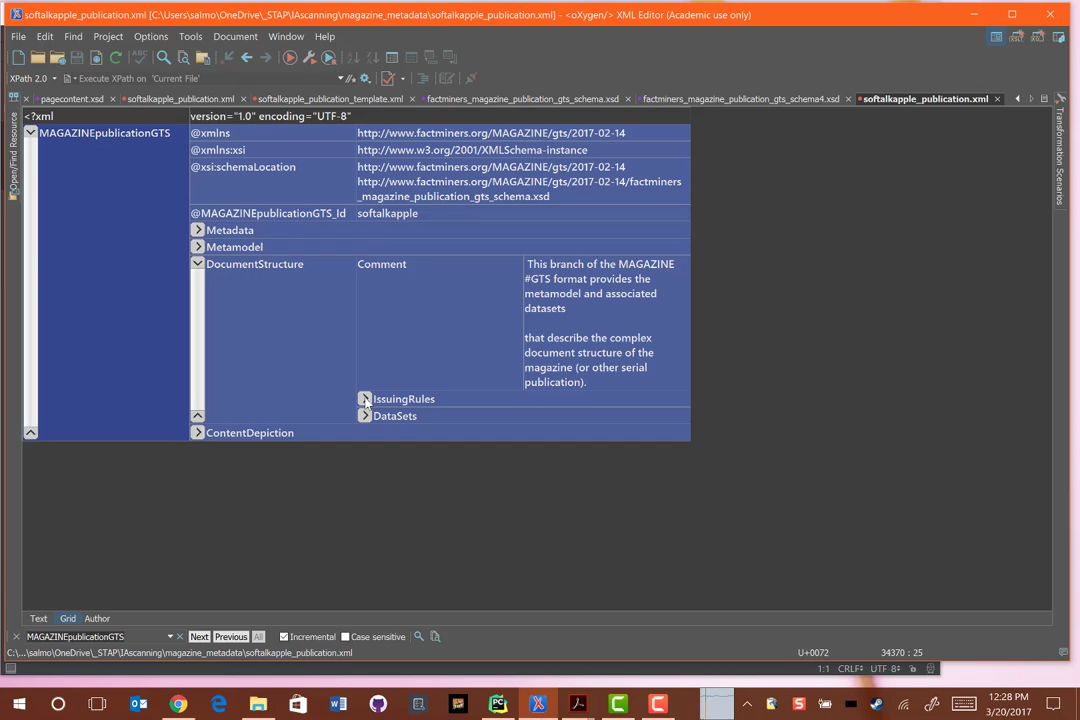 softalkapple_publication.xml [C:\Users\salmo\OneDrive\_STAP\IAscanning\magazine_metadata\softalkapple_publication.xml] - <oXygen/> XML Editor (Academic use only)
File Edit Find Project Options Tools Document Window Help
XPath 2.0 Execute XPath on 'Current File'
pagecontent.xsd softalkapple_publication.xml softalkapple_publication_template.xml factminers_magazine_publication_gts_schema.xsd factminers_magazine_publication_gts_schema4.xsd softalkapple_publication.xml
Open/Find Resource
Transformation Scenarios
<?xml version="1.0" encoding="UTF-8"
MAGAZINEpublicationGTS @xmlns http://www.factminers.org/MAGAZINE/gts/2017-02-14
@xmlns:xsi http://www.w3.org/2001/XMLSchema-instance
@xsi:schemaLocation http://www.factminers.org/MAGAZINE/gts/2017-02-14
http://www.factminers.org/MAGAZINE/gts/2017-02-14/factminers
_magazine_publication_gts_schema.xsd
@MAGAZINEpublicationGTS_Id softalkapple
Metadata
Metamodel
DocumentStructure Comment This branch of the MAGAZINE
#GTS format provides the
metamodel and associated
datasets
that describe the complex
document structure of the
magazine (or other serial
publication).
IssuingRules
DataSets
ContentDepiction
Text Grid Author
MAGAZINEpublicationGTS Next Previous All Incremental Case sensitive
C:\...\salmo\OneDrive\_STAP\IAscanning\magazine_metadata\softalkapple_publication.xml U+0072 34370 : 25
1:1 CRLF UTF-8
12:28 PM
3/20/2017